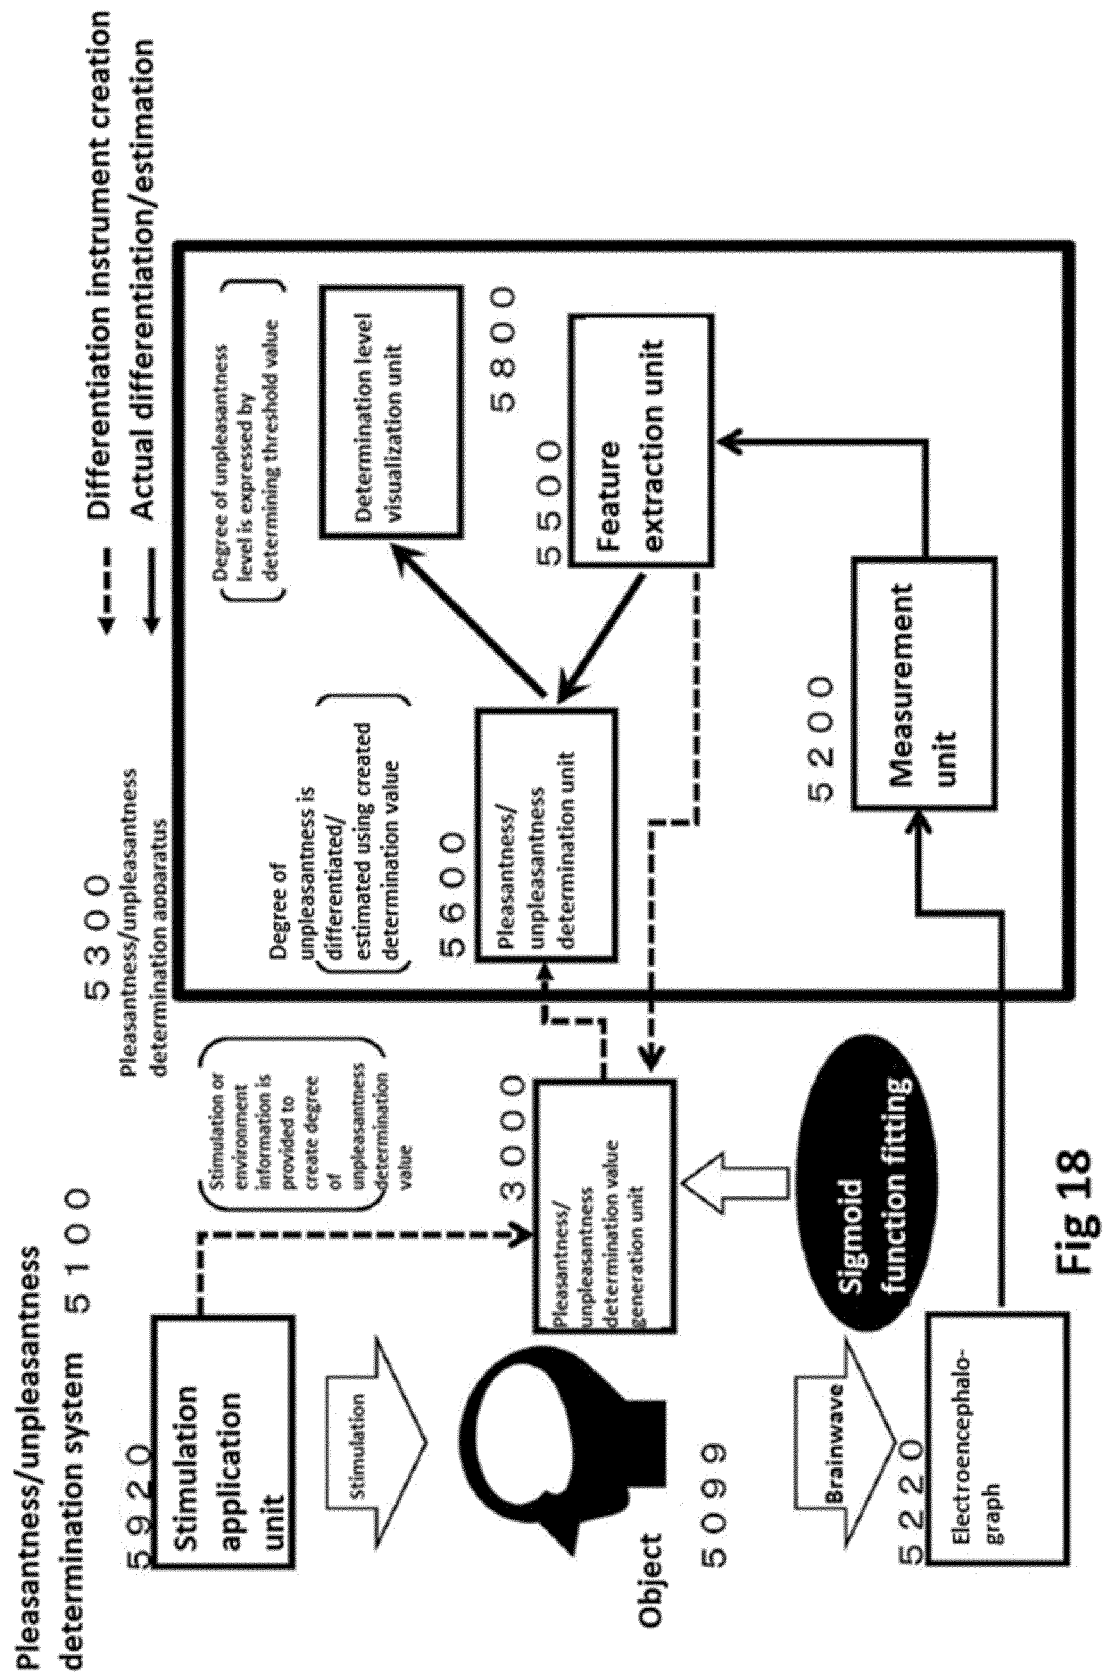 Pleasantness/unpleasantness
determination system 5100
5300
Pleasantness/unpleasantness
determination apparatus
Differentiation instrument creation
Actual differentiation/estimation
5920
Stimulation
application
unit
Stimulation or
environment
information is
provided to
create degree
of
unpleasantness
determination
value
Degree of
unpleasantness is
differentiated/
estimated using created
determination value
Degree of unpleasantness
level is expressed by
determining threshold value
Stimulation
Determination level
visualization unit
5800
5600
Pleasantness/
unpleasantness
determination unit
5500
Feature
extraction unit
3000
Pleasantness/
unpleasantness
determination value
generation unit
Object
5099
Brainwave
Sigmoid
function fitting
5200
Measurement
unit
5220
Electroencephalo-
graph
Fig 18